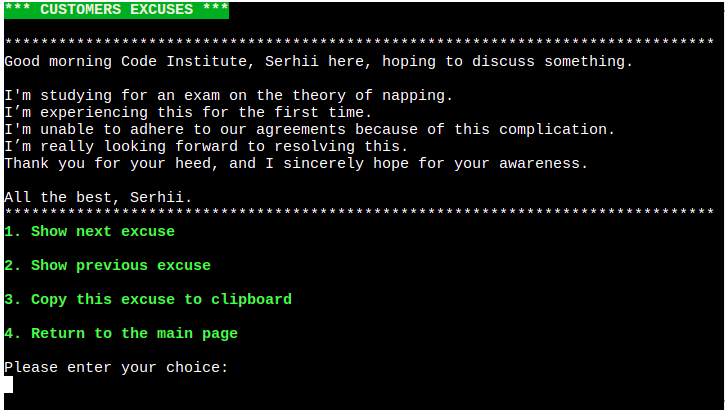 *** CUSTOMERS EXCUSES ***
*******************************************************************************
Good morning Code Institute, Serhii here, hoping to discuss something.
I'm studying for an exam on the theory of napping.
I’m experiencing this for the first time.
I'm unable to adhere to our agreements because of this complication.
I’m really looking forward to resolving this.
Thank you for your heed, and I sincerely hope for your awareness.
All the best, Serhii.
*******************************************************************************
1. Show next excuse
2. Show previous excuse
3. Copy this excuse to clipboard
4. Return to the main page
Please enter your choice: